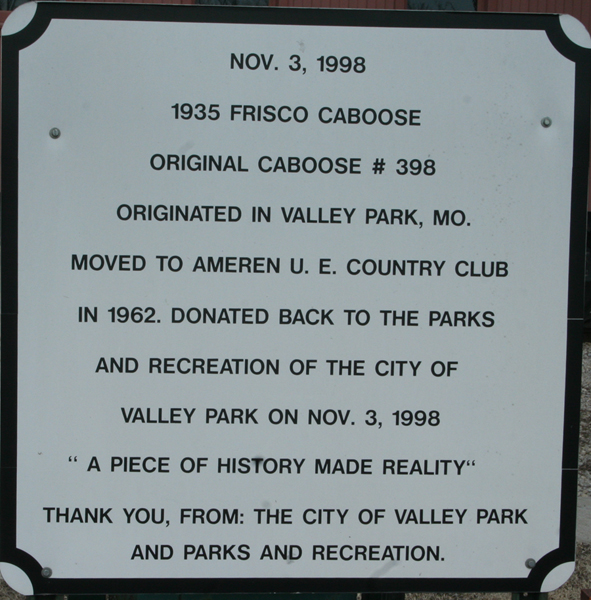 NOV. 3, 1998
1935 FRISCO CABOOSE
ORIGINAL CABOOSE # 398
ORIGINATED IN VALLEY PARK, MO.
MOVED TO AMEREN U. E. COUNTRY CLUB
IN 1962. DONATED BACK TO THE PARKS
AND RECREATION OF THE CITY OF
VALLEY PARK ON NOV. 3, 1998
“ A PIECE OF HISTORY MADE REALITY“
THANK YOU, FROM: THE CITY OF VALLEY PARK
AND PARKS AND RECREATION.